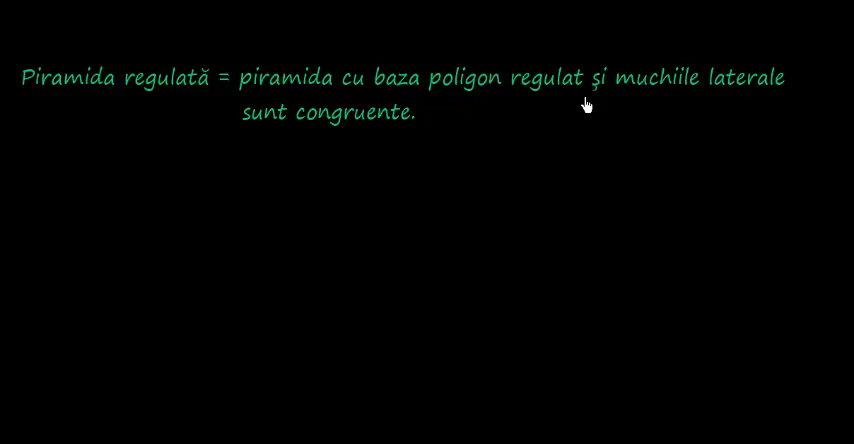 Piramida regulată = piramida cu baza poligon regulat şi muchiile laterale
sunt congruente.